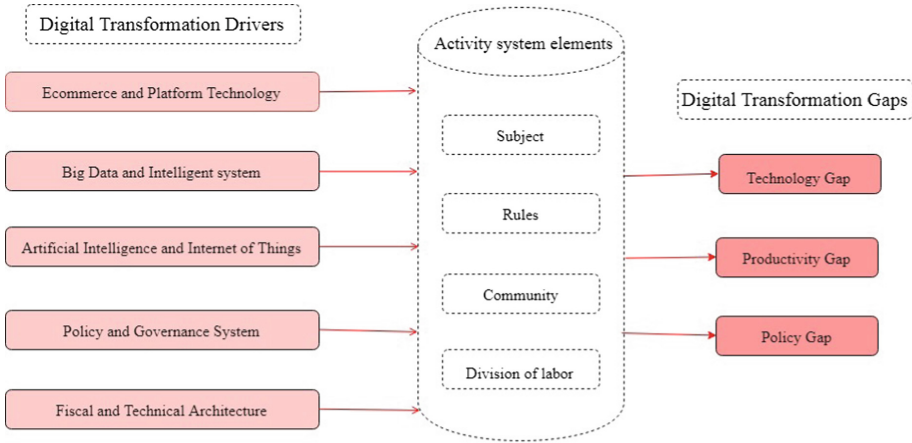 Digital Transformation Drivers
Ecommerce and Platform Technology
Big Data and Intelligent system
Artificial Intelligence and Internet of Things
Policy and Governance System
Fiscal and Technical Architecture
Activity system elements
Subject
Rules
Community
Division of labor
Digital Transformation Gaps
Technology Gap
Productivity Gap
Policy Gap